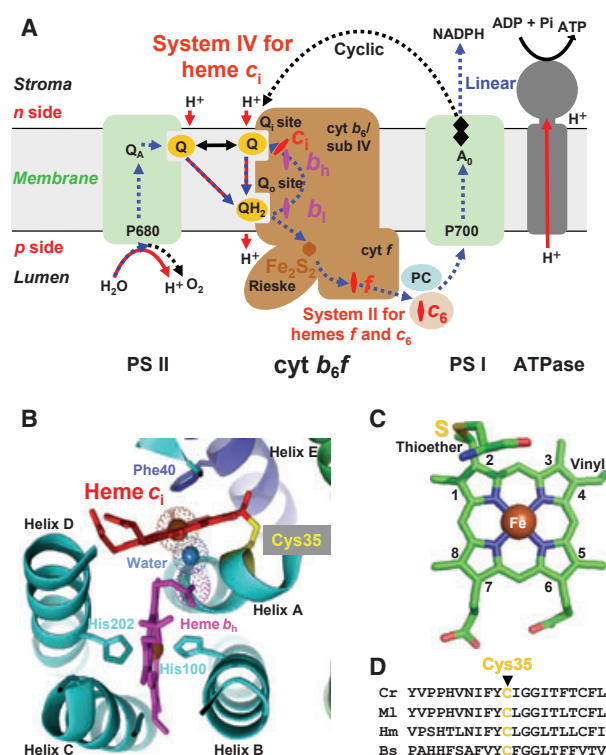 A
System IV for
heme ci
Cyclic
NADPH
ADP + Pi
ATP
Linear
Stroma
n side
H+
H+
Qi site
cyt b6/
sub IV
H+
QA
Q
Q
ci
bh
A0
Membrane
Qo site
QH2
bl
P680
P700
p side
Lumen
H+
cyt f
Fe2S2
H+
H2O
H+
O2
Rieske
f
PC
c6
System II for
hemes f and c6
PS II
cyt b6f
PS I
ATPase
B
Helix E
Phe40
Heme ci
Helix D
Cys35
Water
Helix A
His202
Heme bh
His100
Helix C
Helix B
C
S
Thioether
2
3
Vinyl
1
4
Fe
8
5
7
6
D
Cys35
Cr YVPPHVNIFYCIGGITFTCFL
Ml YVPPHVNIFYCLGGITLTCFL
Hm VPSHTLNIFYCLGGLTLLCFI
Bs PAHHFSAFVYCFGGLTFFVTV